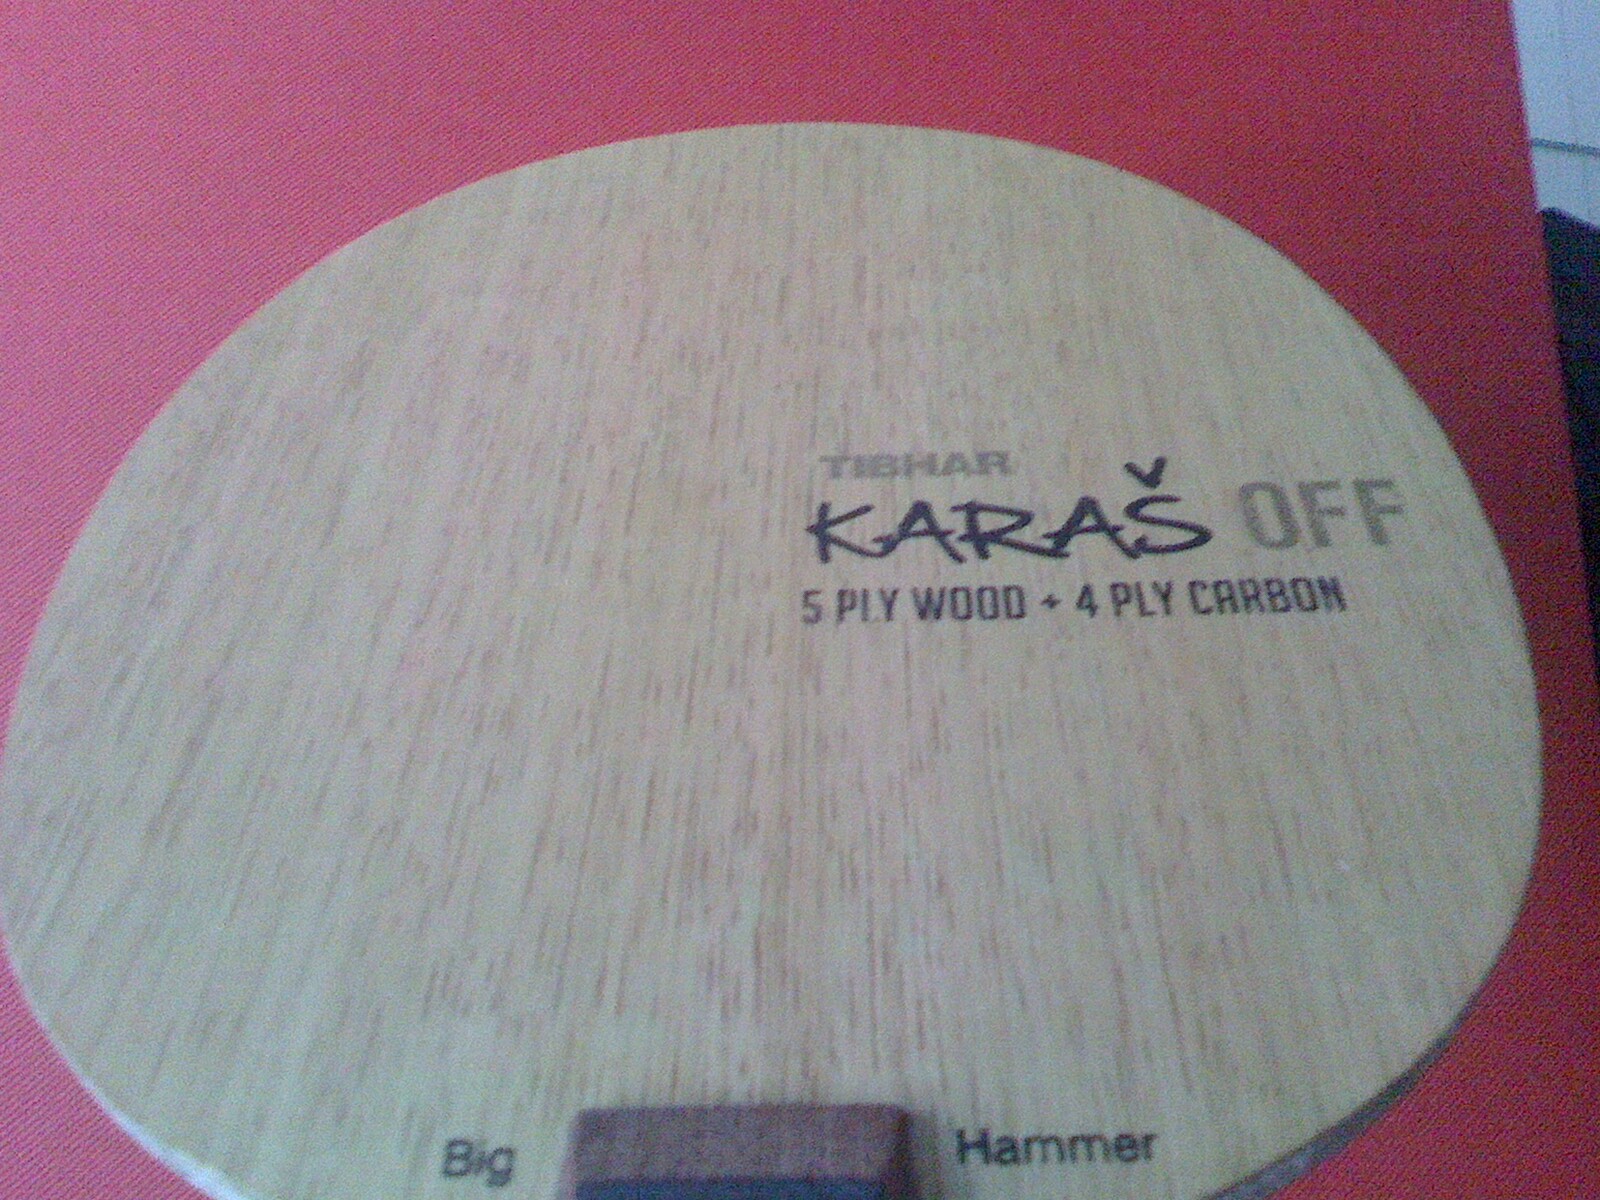 TIBHAR
KARAŠ OFF
5 PLY WOOD + 4 PLY CARBON
Big Hammer